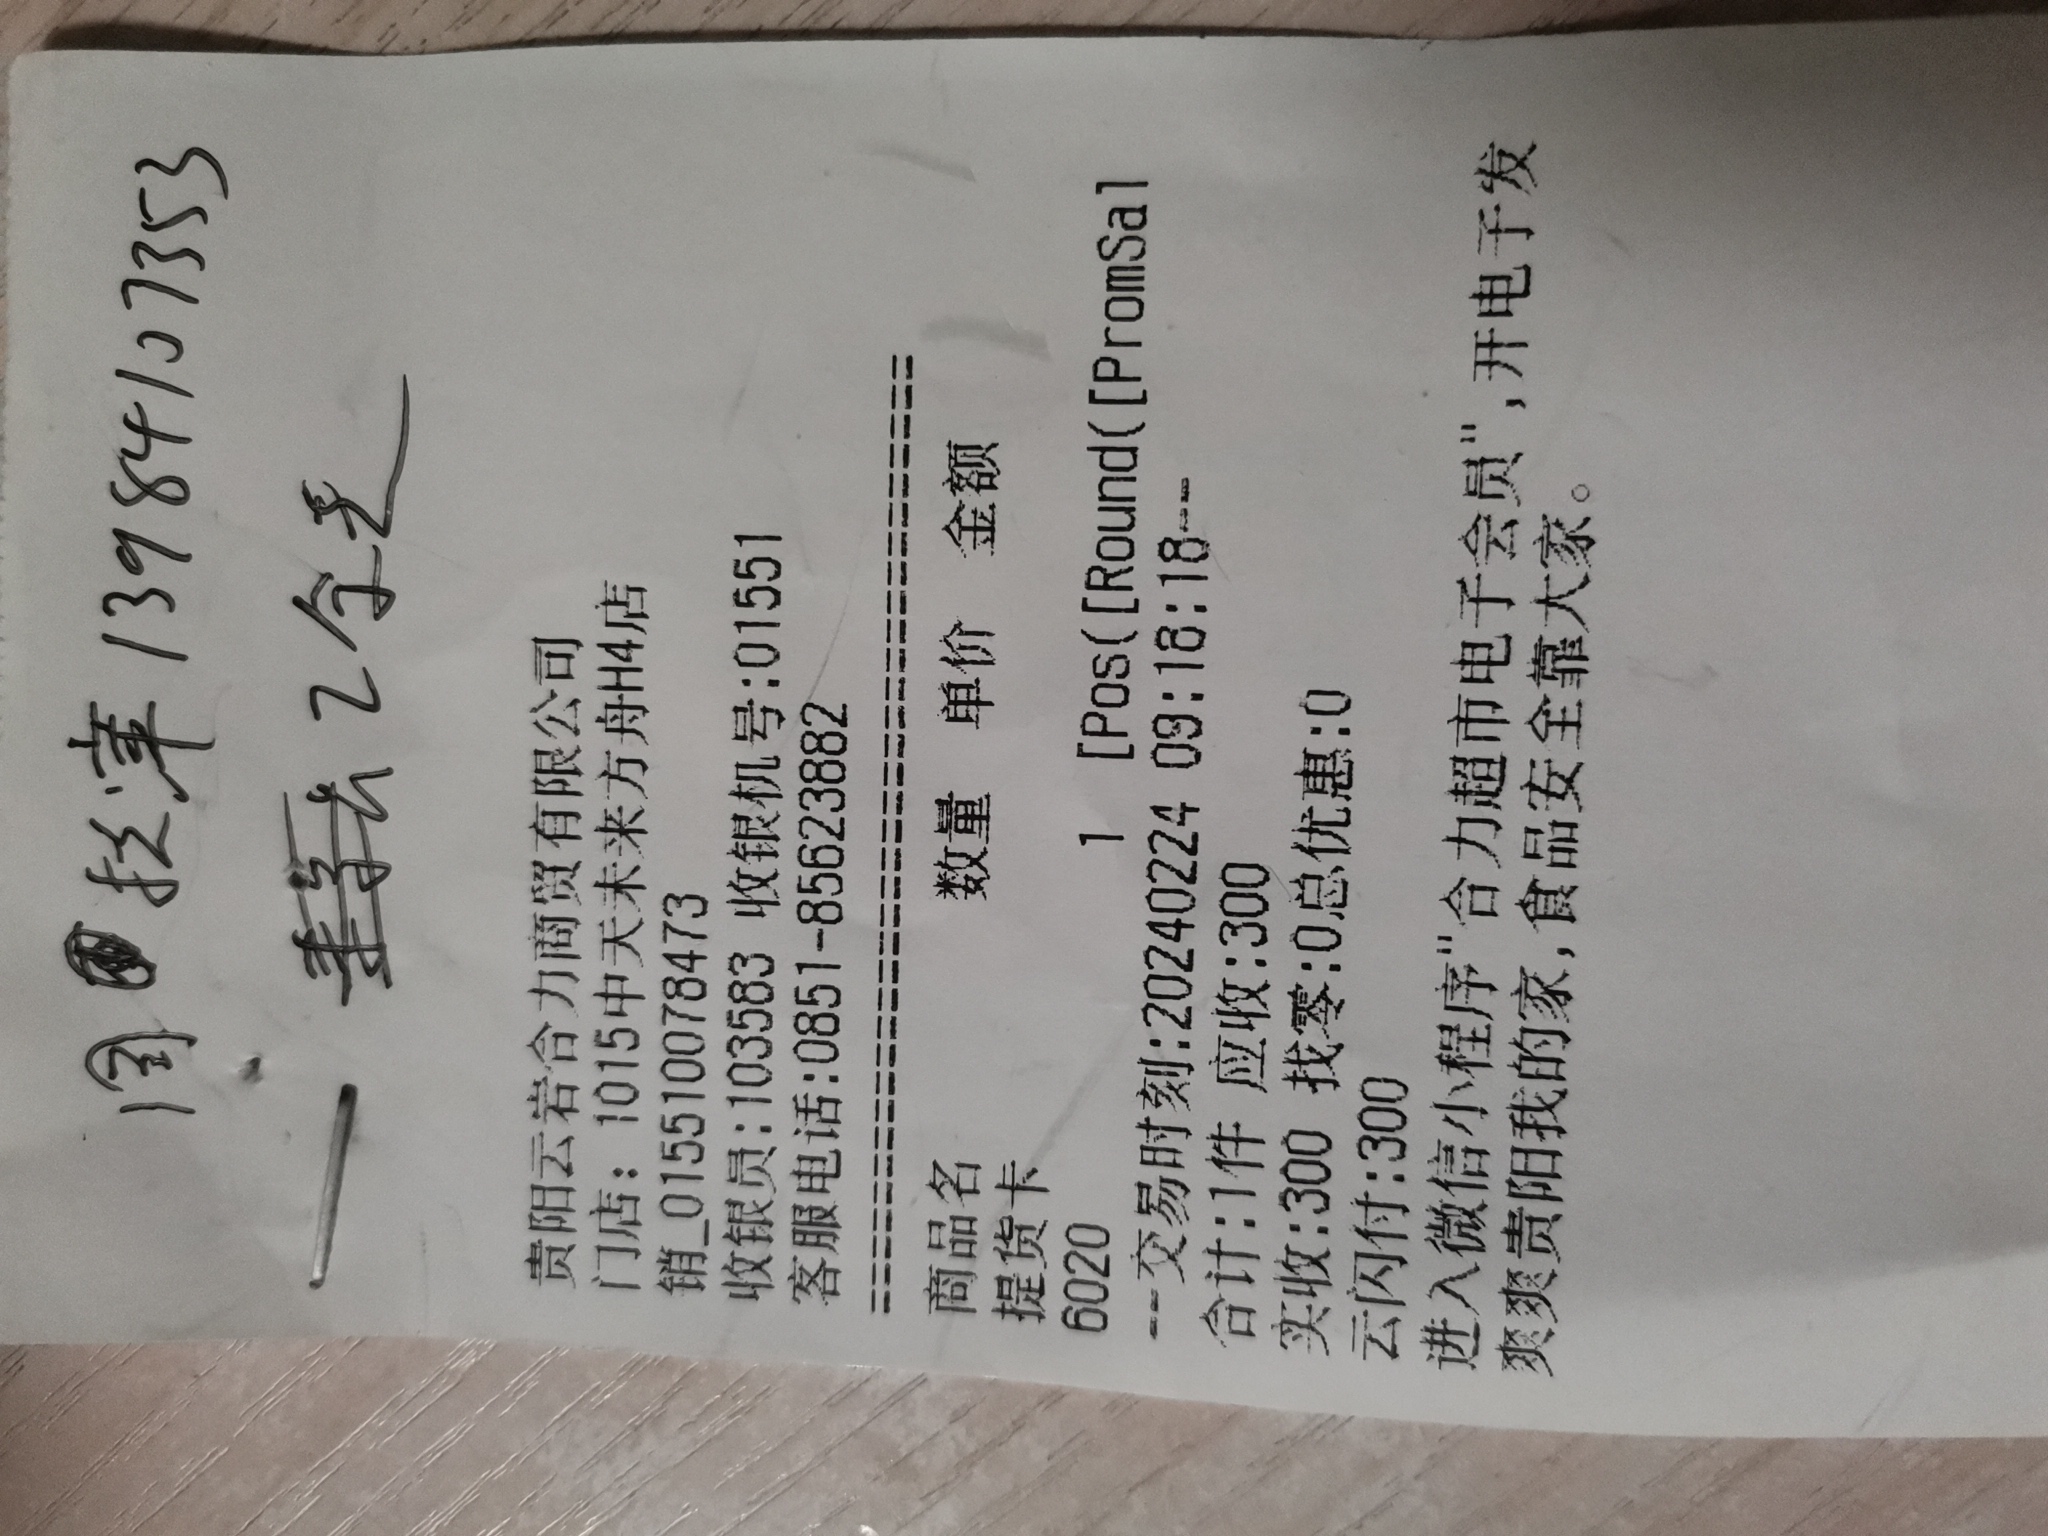 13984107353
贵阳云岩合力商贸有限公司
门店: 1015中天未来方舟H4店
销_015510078473
收银员:103583 收银机号:01551
客服电话:0851-85623882
================================
商品名 数量 单价 金额
提货卡
6020 1 [Pos([Round([PromSal
--交易时刻:20240224 09:18:18---
合计:1件 应收:300
实收:300 找零:0总优惠:0
云闪付:300
进入微信小程序"合力超市电子会员",开电子发
爽爽贵阳我的家,食品安全靠大家。